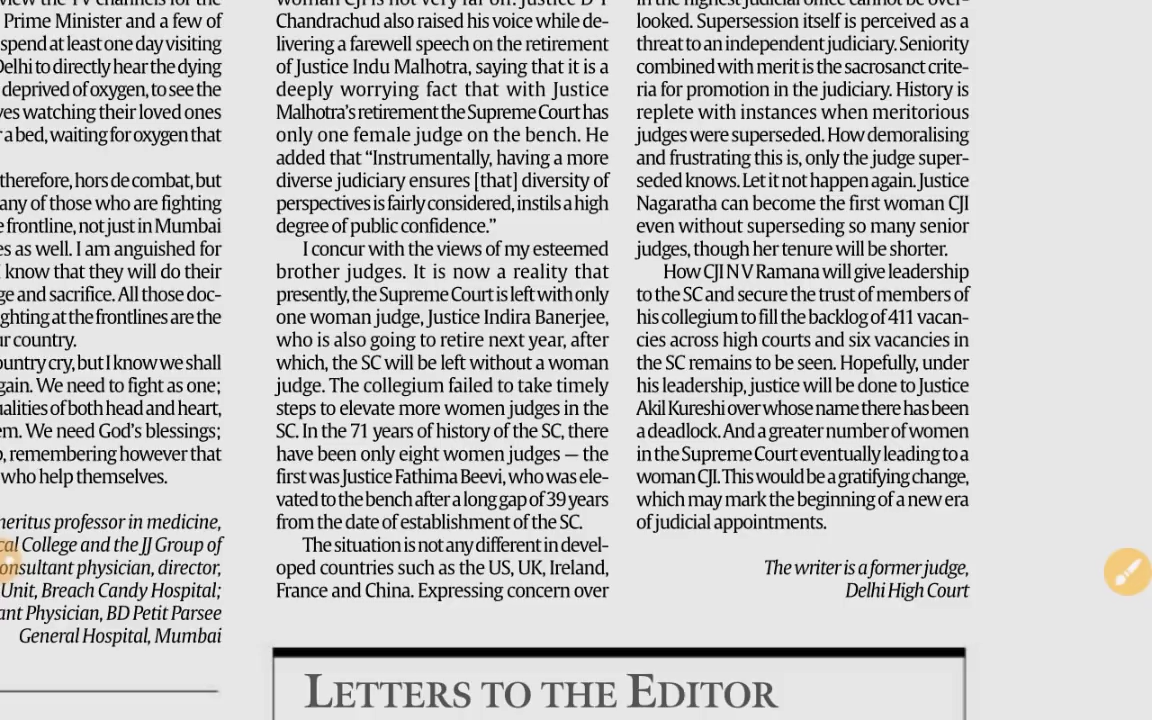 view the TV channels for the
Prime Minister and a few of
spend at least one day visiting
Delhi to directly hear the dying
deprived of oxygen, to see the
ves watching their loved ones
r a bed, waiting for oxygen that
therefore, hors de combat, but
any of those who are fighting
e frontline, not just in Mumbai
es as well. I am anguished for
I know that they will do their
ge and sacrifice. All those doc-
ghting at the frontlines are the
ur country.
ountry cry, but I know we shall
gain. We need to fight as one;
ualities of both head and heart,
em. We need God's blessings;
o, remembering however that
who help themselves.
neritus professor in medicine,
cal College and the JJ Group of
onsultant physician, director,
Unit, Breach Candy Hospital;
ant Physician, BD Petit Parsee
General Hospital, Mumbai
woman CJI is not very far off. Justice D Y
Chandrachud also raised his voice while de-
livering a farewell speech on the retirement
of Justice Indu Malhotra, saying that it is a
deeply worrying fact that with Justice
Malhotra's retirement the Supreme Court has
only one female judge on the bench. He
added that “Instrumentally, having a more
diverse judiciary ensures [that] diversity of
perspectives is fairly considered, instils a high
degree of public confidence.”
I concur with the views of my esteemed
brother judges. It is now a reality that
presently, the Supreme Court is left with only
one woman judge, Justice Indira Banerjee,
who is also going to retire next year, after
which, the SC will be left without a woman
judge. The collegium failed to take timely
steps to elevate more women judges in the
SC. In the 71 years of history of the SC, there
have been only eight women judges — the
first was Justice Fathima Beevi, who was ele-
vated to the bench after a long gap of 39 years
from the date of establishment of the SC.
The situation is not any different in devel-
oped countries such as the US, UK, Ireland,
France and China. Expressing concern over
in the highest judicial office cannot be over-
looked. Supersession itself is perceived as a
threat to an independent judiciary. Seniority
combined with merit is the sacrosanct crite-
ria for promotion in the judiciary. History is
replete with instances when meritorious
judges were superseded. How demoralising
and frustrating this is, only the judge super-
seded knows. Let it not happen again. Justice
Nagaratha can become the first woman CJI
even without superseding so many senior
judges, though her tenure will be shorter.
How CJI N V Ramana will give leadership
to the SC and secure the trust of members of
his collegium to fill the backlog of 411 vacan-
cies across high courts and six vacancies in
the SC remains to be seen. Hopefully, under
his leadership, justice will be done to Justice
Akil Kureshi over whose name there has been
a deadlock. And a greater number of women
in the Supreme Court eventually leading to a
woman CJI. This would be a gratifying change,
which may mark the beginning of a new era
of judicial appointments.
The writer is a former judge,
Delhi High Court
LETTERS TO THE EDITOR